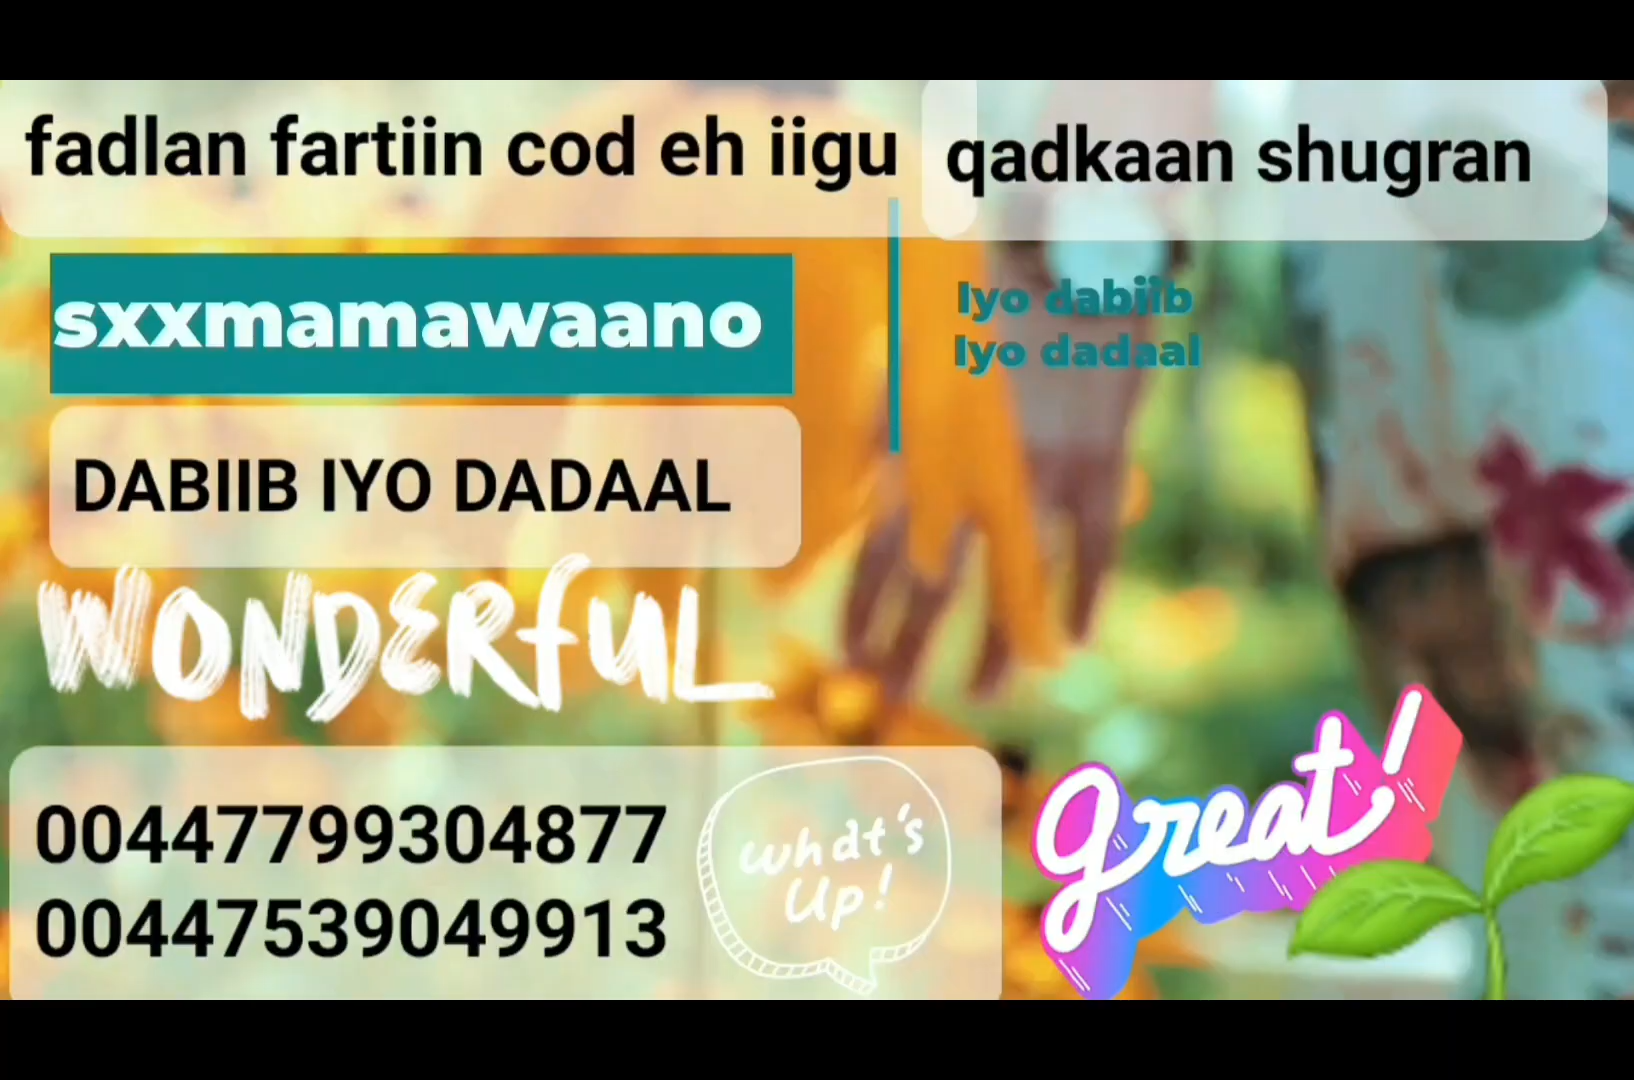 fadlan fartiin cod eh iigu qadkaan shugran
sxxmamawaano
Iyo dabiib
Iyo dadaal
DABIIB IYO DADAAL
WONDERFUL
00447799304877
00447539049913
what's
Up!
great!